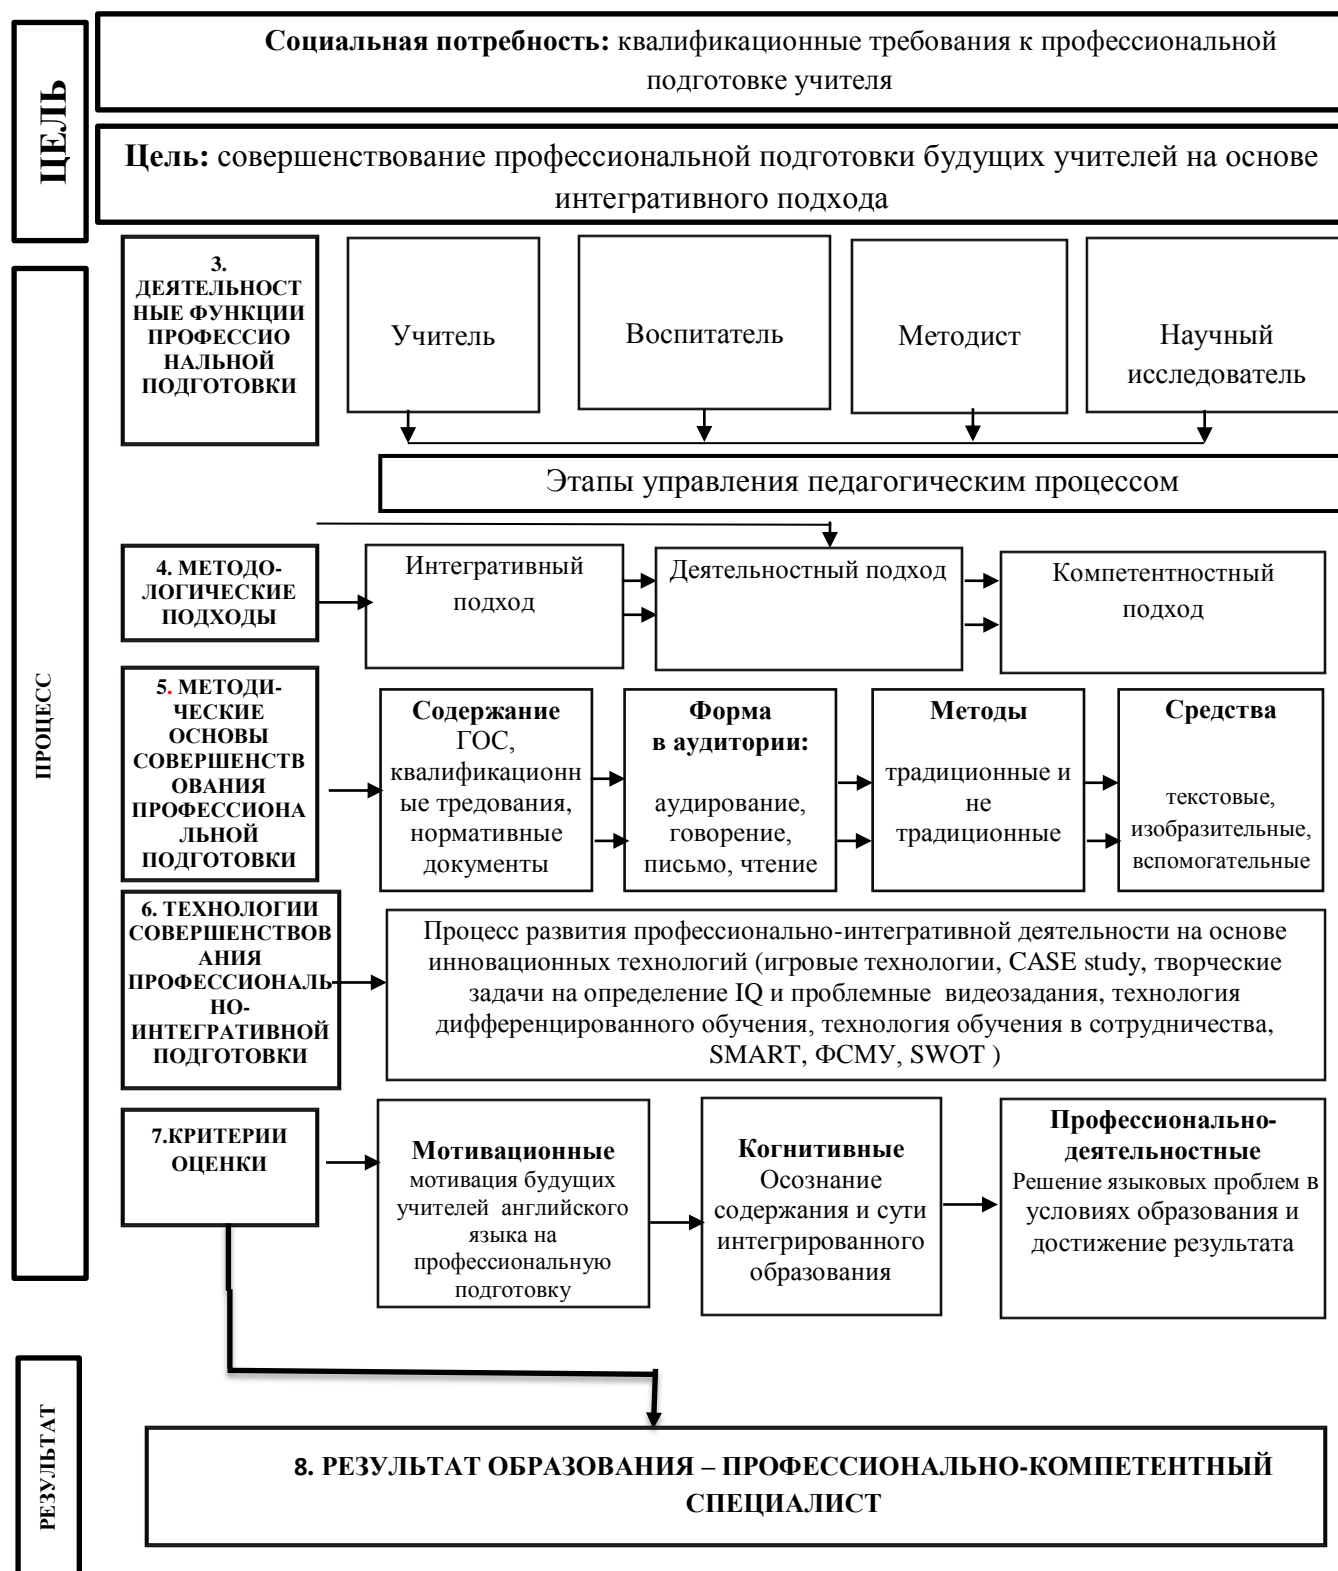 ЦЕЛЬ
Социальная потребность: квалификационные требования к профессиональной
подготовке учителя
Цель: совершенствование профессиональной подготовки будущих учителей на основе
интегративного подхода
ПРОЦЕСС
3.
ДЕЯТЕЛЬНОСТ
НЫЕ ФУНКЦИИ
ПРОФЕССИО
НАЛЬНОЙ
ПОДГОТОВКИ
Учитель
Воспитатель
Методист
Научный
исследователь
Этапы управления педагогическим процессом
4. МЕТОДО-
ЛОГИЧЕСКИЕ
ПОДХОДЫ
Интегративный
подход
Деятельностный подход
Компетентностный
подход
5. МЕТОДИ-
ЧЕСКИЕ
ОСНОВЫ
СОВЕРШЕНСТВ
ОВАНИЯ
ПРОФЕССИОНА
ЛЬНОЙ
ПОДГОТОВКИ
Содержание
ГОС,
квалификационн
ые тредования,
нормативные
документы
Форма
в аудитории:
аудирование,
говорение,
письмо, чтение
Методы
традиционные и
не
традиционные
Средства
текстовые,
изобразительные,
вспомогательные
6. ТЕХНОЛОГИИ
СОВЕРШЕНСТВОВ
АНИЯ
ПРОФЕССИОНАЛЬ
НО-
ИНТЕГРАТИВНОЙ
ПОДГОТОВКИ
Процесс развития профессионально-интегративной деятельности на основе
инновационных технологий (игровые технологии, CASE study, творческие
задачи на определение IQ и проблемные видеозадания, технология
дифференцированного обучения, технология обучения в сотрудничества,
SMART, ФСМУ, SWOT )
7.КРИТЕРИИ
ОЦЕНКИ
Мотивационные
мотивация будущих
учителей английского
языка на
профессиональную
подготовку
Когнитивные
Осознание
содержания и сути
интегрированного
образования
Профессионально-
деятельностные
Решение языковых проблем в
условиях образования и
достижение результата
РЕЗУЛЬТАТ
8. РЕЗУЛЬТАТ ОБРАЗОВАНИЯ – ПРОФЕССИОНАЛЬНО-КОМПЕТЕНТНЫЙ
СПЕЦИАЛИСТ